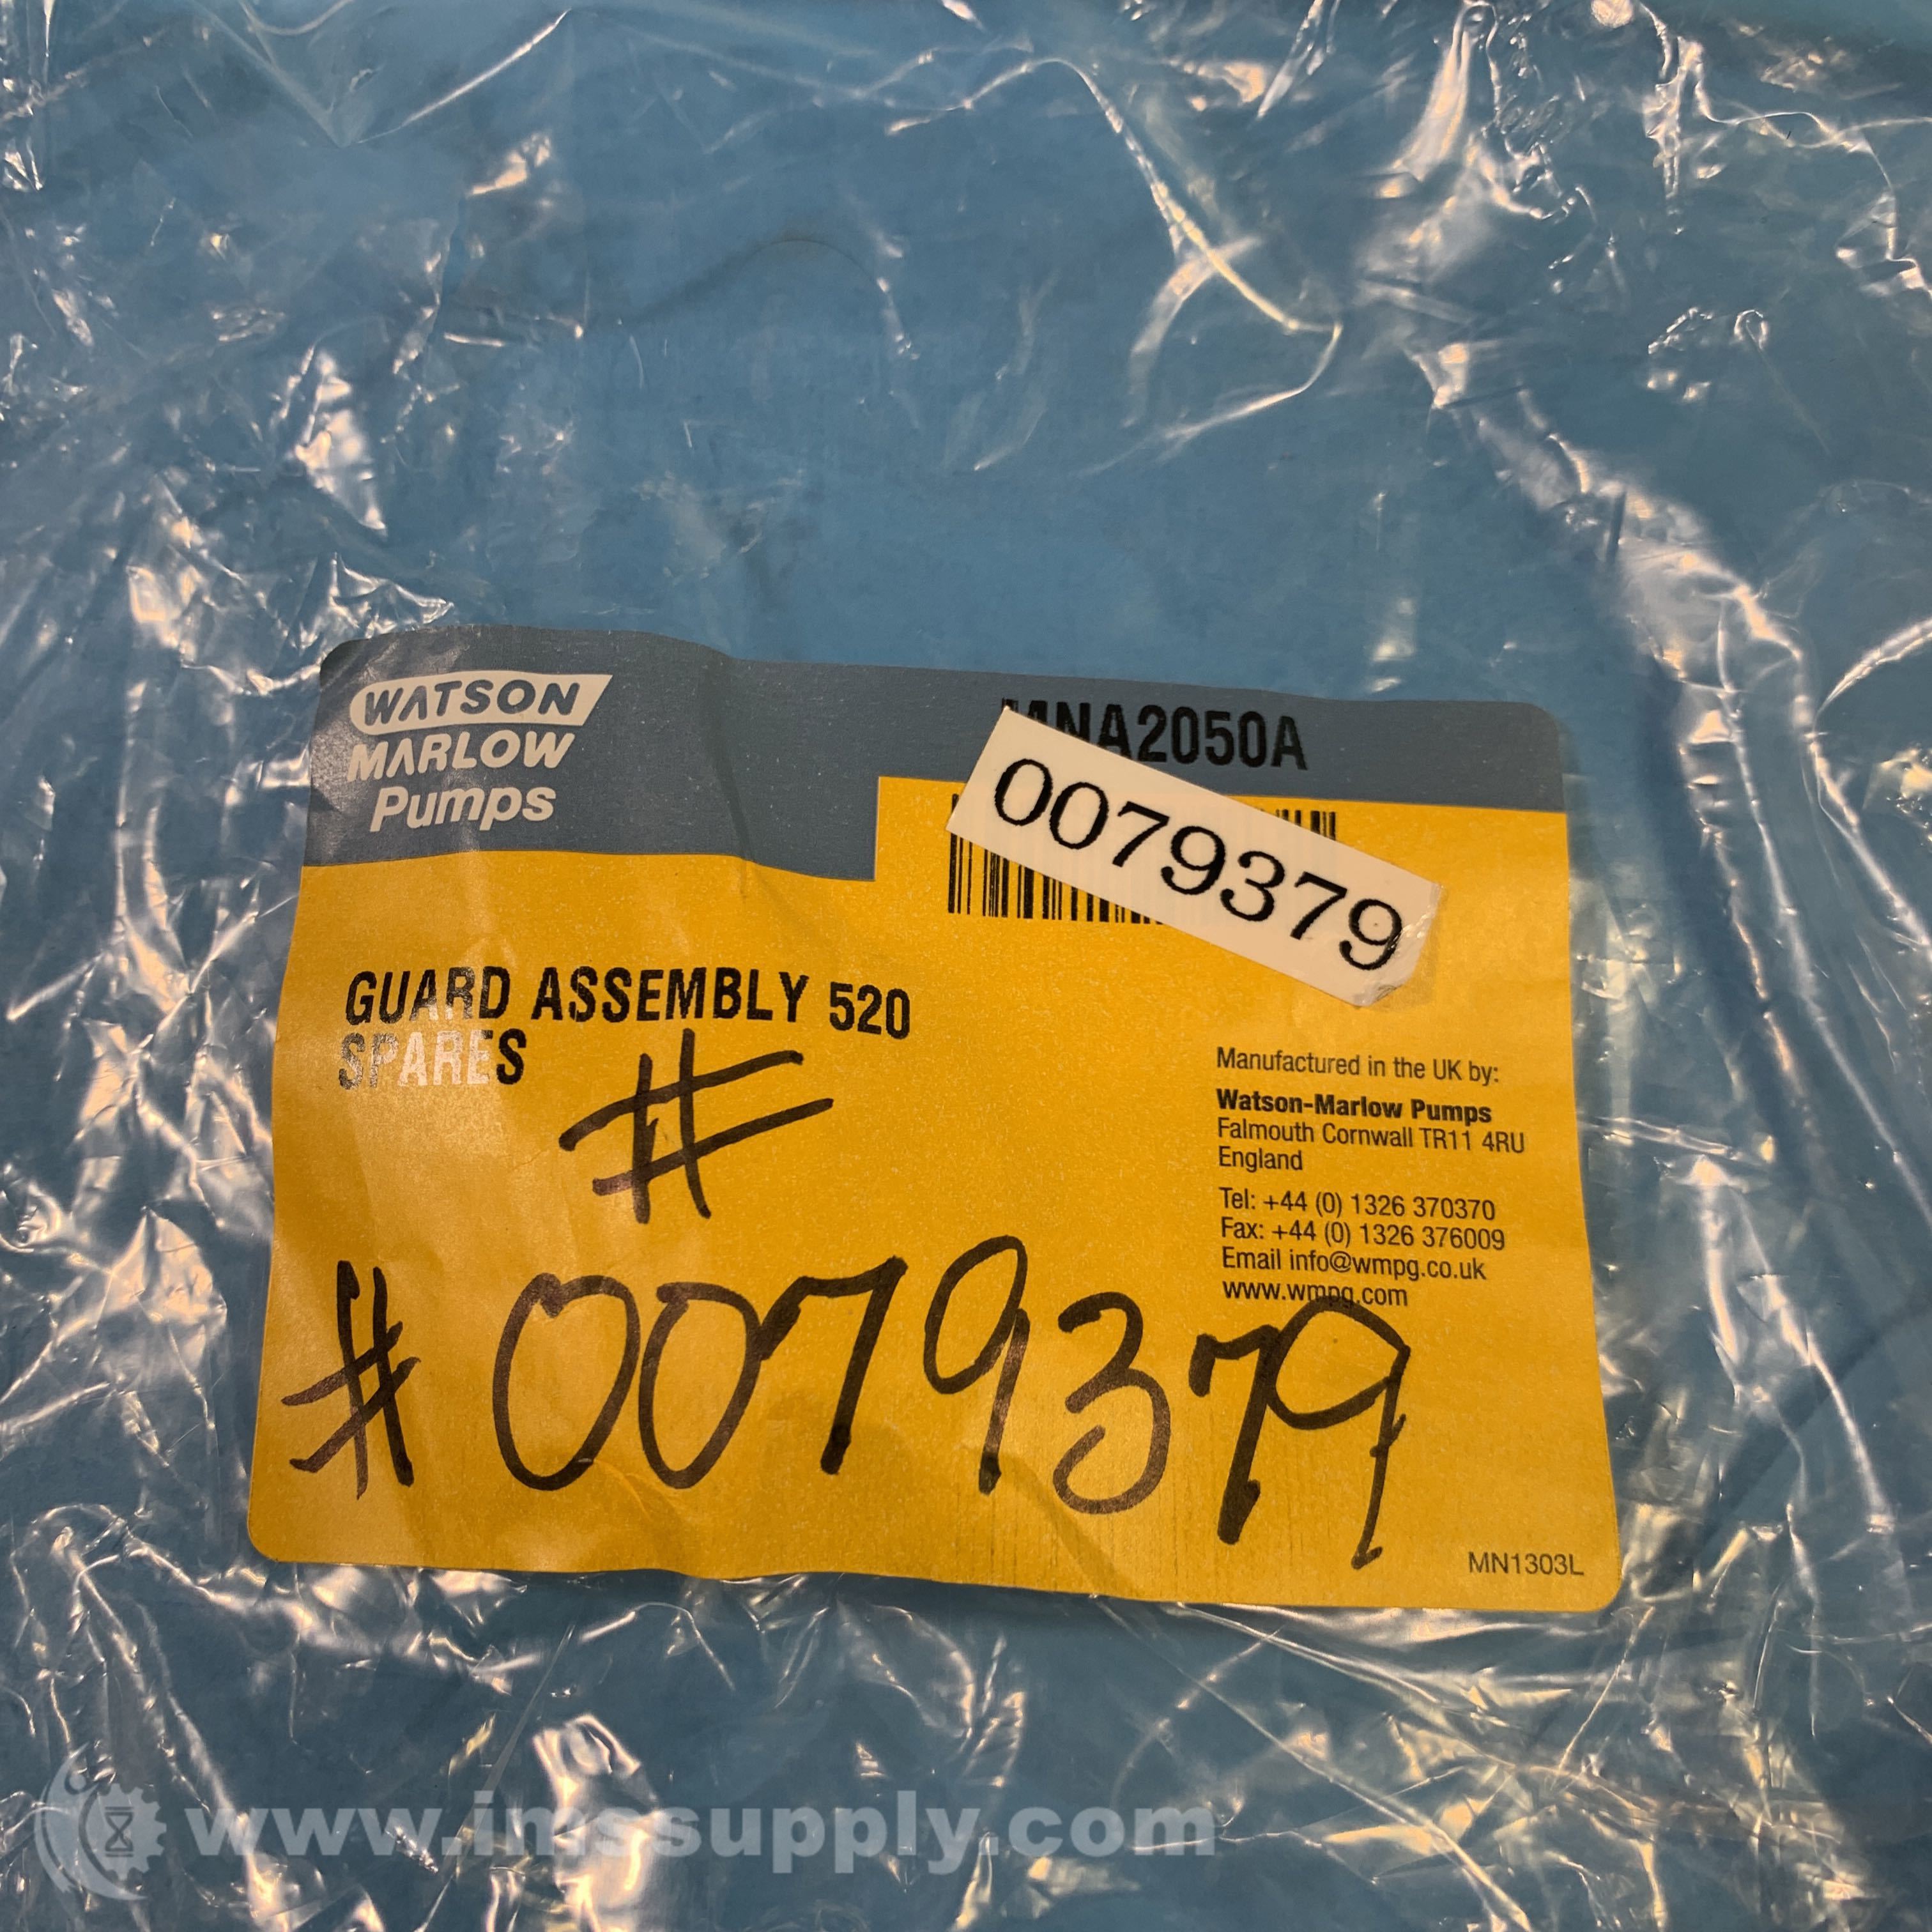 WATSON
MARLOW
Pumps
MNA2050A
0079379
GUARD ASSEMBLY 520
SPARES
#
Manufactured in the UK by:
Watson-Marlow Pumps
Falmouth Cornwall TR11 4RU
England
Tel: +44 (0) 1326 370370
Fax: +44 (0) 1326 376009
Email info@wmpg.co.uk
www.wmpg.com
# 0079379
MN1303L
www.imssupply.com